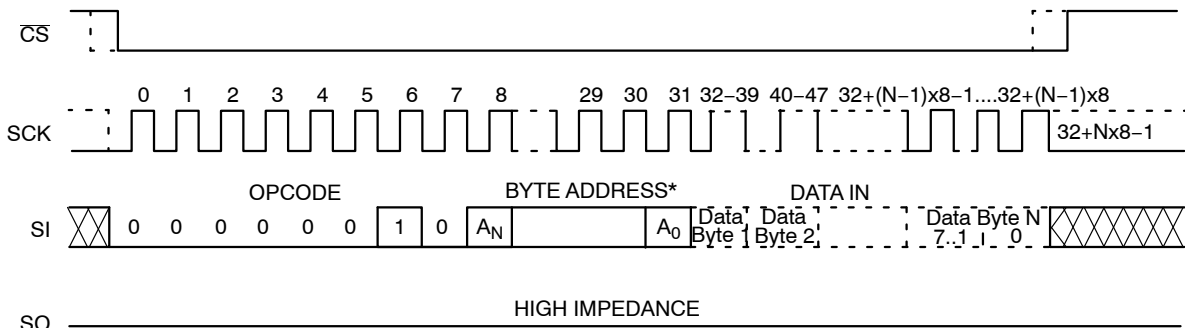 CS
0 1 2 3 4 5 6 7 8 29 30 31 32–39 40–47 32+(N–1)x8–1....32+(N–1)x8
SCK
32+Nx8–1
OPCODE BYTE ADDRESS* DATA IN
SI 0 0 0 0 0 0 1 0 AN A0 Data Byte 1 Data Byte 2 Data Byte N 7..1 0
HIGH IMPEDANCE
SO